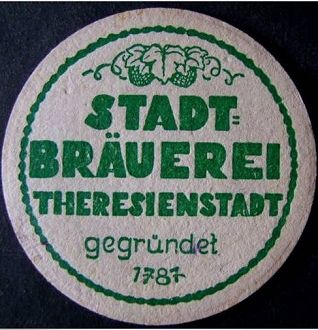 STADT=
BRÄUEREI
THERESIENSTADT
gegründet
1787